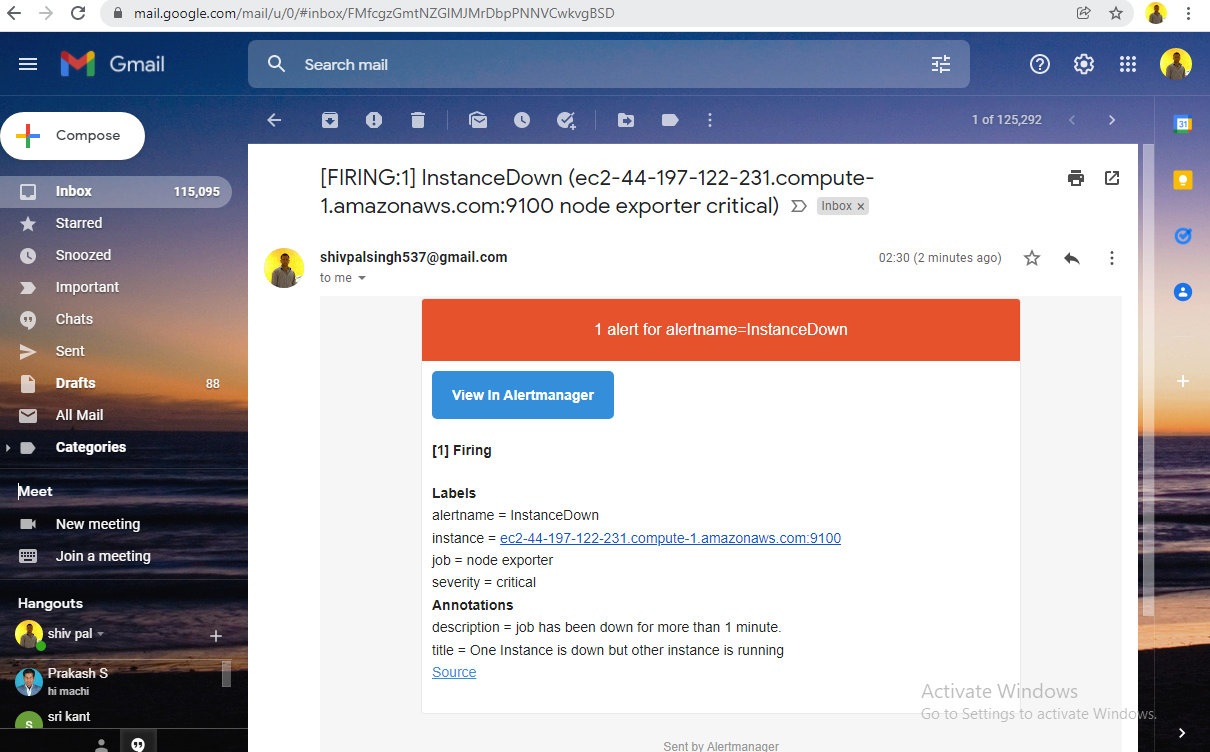 mail.google.com/mail/u/0/#inbox/FMfcgzGmtNZGlMJMrDbpPNNVCwkvgBSD
Gmail
Search mail
Compose
1 of 125,292
31
Inbox 115,095
Starred
Snoozed
Important
Chats
Sent
Drafts 88
All Mail
Categories
Meet
New meeting
Join a meeting
Hangouts
shiv pal
Prakash S
hi machi
S
sri kant
[FIRING:1] InstanceDown (ec2-44-197-122-231.compute-
1.amazonaws.com:9100 node exporter critical) Inbox x
shivpalsingh537@gmail.com 02:30 (2 minutes ago)
to me
1 alert for alertname=InstanceDown
View In Alertmanager
[1] Firing
Labels
alertname = InstanceDown
instance = ec2-44-197-122-231.compute-1.amazonaws.com:9100
job = node exporter
severity = critical
Annotations
description = job has been down for more than 1 minute.
title = One Instance is down but other instance is running
Source
Sent by Alertmanager
Activate Windows
Go to Settings to activate Windows.